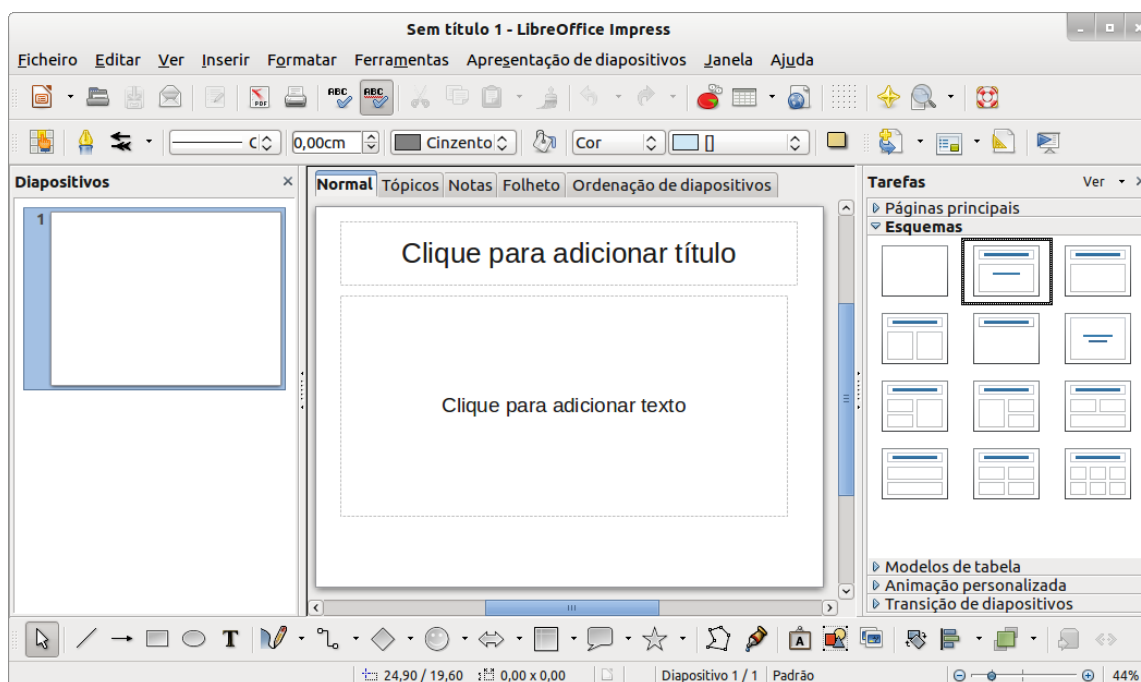 Sem título 1 - LibreOffice Impress
Ficheiro Editar Ver Inserir Formatar Ferramentas Apresentação de diapositivos Janela Ajuda
PDF ABC ABC
C 0,00cm Cinzento Cor []
Diapositivos
Normal Tópicos Notas Folheto Ordenação de diapositivos
Tarefas Ver
1
Clique para adicionar título
Clique para adicionar texto
Páginas principais
Esquemas
Modelos de tabela
Animação personalizada
Transição de diapositivos
T A
24,90 / 19,60 0,00 x 0,00 Diapositivo 1 / 1 Padrão 44%